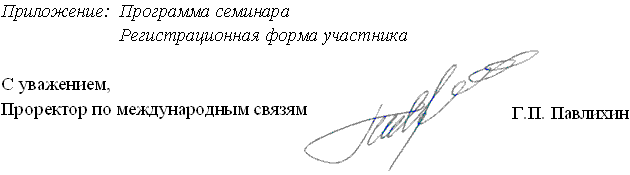 Приложение: Программа семинара
Регистрационная форма участника
С уважением,
Проректор по международным связям Г.П. Павлихин